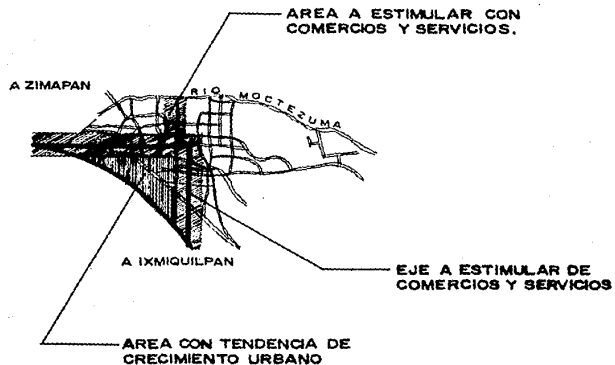 AREA A ESTIMULAR CON
COMERCIOS Y SERVICIOS.
A ZIMAPAN
RIO MOCTEZUMA
A IXMIQUILPAN
EJE A ESTIMULAR DE
COMERCIOS Y SERVICIOS
AREA CON TENDENCIA DE
CRECIMIENTO URBANO